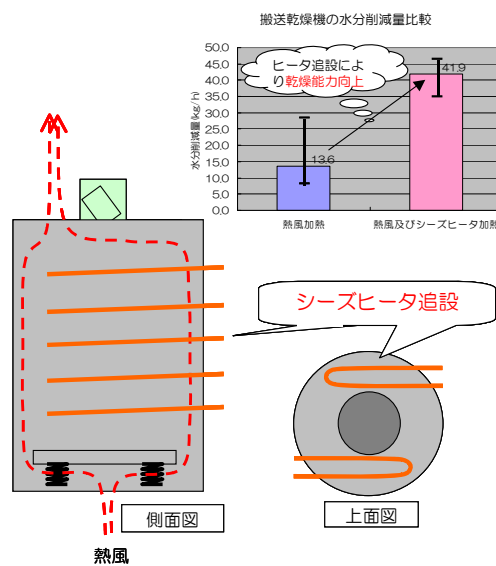 搬送乾燥機の水分削減量比較
水分削減量(kg/h)
50.0
45.0
40.0
35.0
30.0
25.0
20.0
15.0
10.0
5.0
0.0
ヒータ追設によ
り乾燥能力向上
41.9
13.6
熱風加熱
熱風及びシーズヒータ加熱
シーズヒータ追設
側面図
上面図
熱風